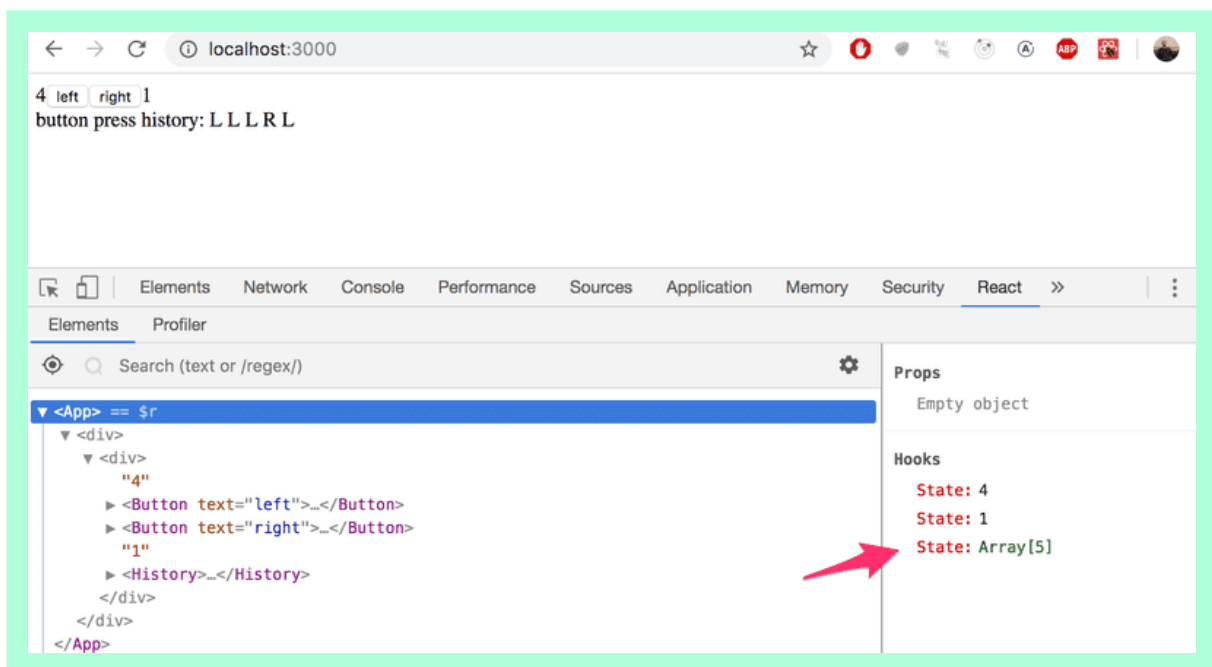 localhost:3000
ABP
4 left right 1
button press history: L L L R L
Elements Network Console Performance Sources Application Memory Security React »
Elements Profiler
Search (text or /regex/)
▼ <App> == $r
▼ <div>
▼ <div>
"4"
▶ <Button text="left">…</Button>
▶ <Button text="right">…</Button>
"1"
▶ <History>…</History>
</div>
</div>
</App>
Props
Empty object
Hooks
State: 4
State: 1
State: Array[5]